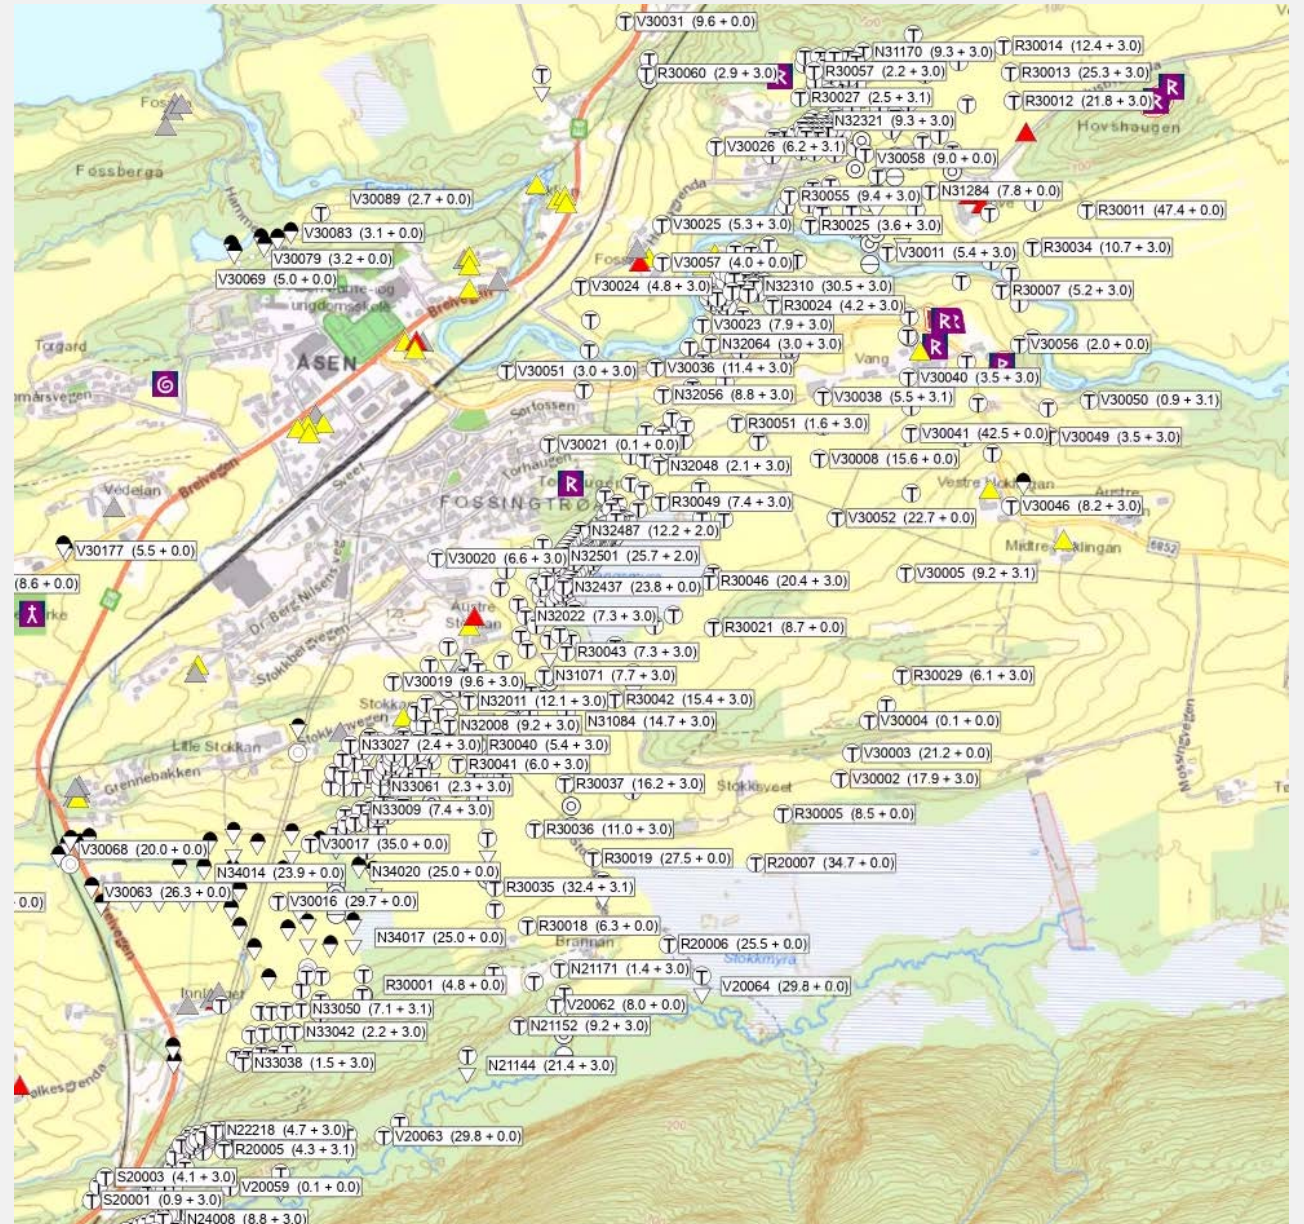 V30031 (9.6 + 0.0)
N31170 (9.3 + 3.0)
R30014 (12.4 + 3.0)
R30060 (2.9 + 3.0)
R30057 (2.2 + 3.0)
R30013 (25.3 + 3.0)
R30027 (2.5 + 3.1)
R30012 (21.8 + 3.0)
N32321 (9.3 + 3.0)
Hovshaugen
V30026 (6.2 + 3.1)
V30058 (9.0 + 0.0)
Fossberga
V30089 (2.7 + 0.0)
R30055 (9.4 + 3.0)
N31284 (7.8 + 0.0)
R30011 (47.4 + 0.0)
V30025 (5.3 + 3.0)
R30025 (3.6 + 3.0)
V30083 (3.1 + 0.0)
V30079 (3.2 + 0.0)
V30011 (5.4 + 3.0)
R30034 (10.7 + 3.0)
V30057 (4.0 + 0.0)
V30069 (5.0 + 0.0)
V30024 (4.8 + 3.0)
N32310 (30.5 + 3.0)
R30007 (5.2 + 3.0)
ungdomsskole
Breivegen
R30024 (4.2 + 3.0)
V30023 (7.9 + 3.0)
Torgard
ÅSEN
N32064 (3.0 + 3.0)
Vang
V30056 (2.0 + 0.0)
V30051 (3.0 + 3.0)
V30036 (11.4 + 3.0)
V30040 (3.5 + 3.0)
N32056 (8.8 + 3.0)
V30038 (5.5 + 3.1)
V30050 (0.9 + 3.1)
Sørfossen
R30051 (1.6 + 3.0)
V30041 (42.5 + 0.0)
V30049 (3.5 + 3.0)
V30021 (0.1 + 0.0)
V30008 (15.6 + 0.0)
Torhaugen
N32048 (2.1 + 3.0)
Breivegen
Sveet
Vedelan
FOSSINGTRØA
R30049 (7.4 + 3.0)
Vestre
Austre
V30046 (8.2 + 3.0)
V30052 (22.7 + 0.0)
N32487 (12.2 + 2.0)
V30177 (5.5 + 0.0)
V30020 (6.6 + 3.0)
N32501 (25.7 + 2.0)
Midtre
6852
(8.6 + 0.0)
V30005 (9.2 + 3.1)
R30046 (20.4 + 3.0)
N32437 (23.8 + 0.0)
Dr. Berg-Nilsens veg
123
Austre
N32022 (7.3 + 3.0)
R30021 (8.7 + 0.0)
Stokkbergvegen
R30043 (7.3 + 3.0)
N31071 (7.7 + 3.0)
R30029 (6.1 + 3.0)
V30019 (9.6 + 3.0)
N32011 (12.1 + 3.0)
R30042 (15.4 + 3.0)
N32008 (9.2 + 3.0)
N31084 (14.7 + 3.0)
V30004 (0.1 + 0.0)
Mossingvegen
Litle Stokkan
N33027 (2.4 + 3.0)
R30040 (5.4 + 3.0)
V30003 (21.2 + 0.0)
R30041 (6.0 + 3.0)
Grennebakken
V30002 (17.9 + 3.0)
N33061 (2.3 + 3.0)
R30037 (16.2 + 3.0)
Stokksveet
N33009 (7.4 + 3.0)
R30005 (8.5 + 0.0)
R30036 (11.0 + 3.0)
V30068 (20.0 + 0.0)
V30017 (35.0 + 0.0)
R30019 (27.5 + 0.0)
R20007 (34.7 + 0.0)
N34014 (23.9 + 0.0)
N34020 (25.0 + 0.0)
V30063 (26.3 + 0.0)
R30035 (32.4 + 3.1)
V30016 (29.7 + 0.0)
Breivegen
R30018 (6.3 + 0.0)
N34017 (25.0 + 0.0)
Brannan
R20006 (25.5 + 0.0)
Stokkmyra
N21171 (1.4 + 3.0)
R30001 (4.8 + 0.0)
V20064 (29.8 + 0.0)
V20062 (8.0 + 0.0)
N33050 (7.1 + 3.1)
N21152 (9.2 + 3.0)
N33042 (2.2 + 3.0)
N33038 (1.5 + 3.0)
N21144 (21.4 + 3.0)
N22218 (4.7 + 3.0)
V20063 (29.8 + 0.0)
200
R20005 (4.3 + 3.1)
S20003 (4.1 + 3.0)
V20059 (0.1 + 0.0)
S20001 (0.9 + 3.0)
N24008 (8.8 + 3.0)